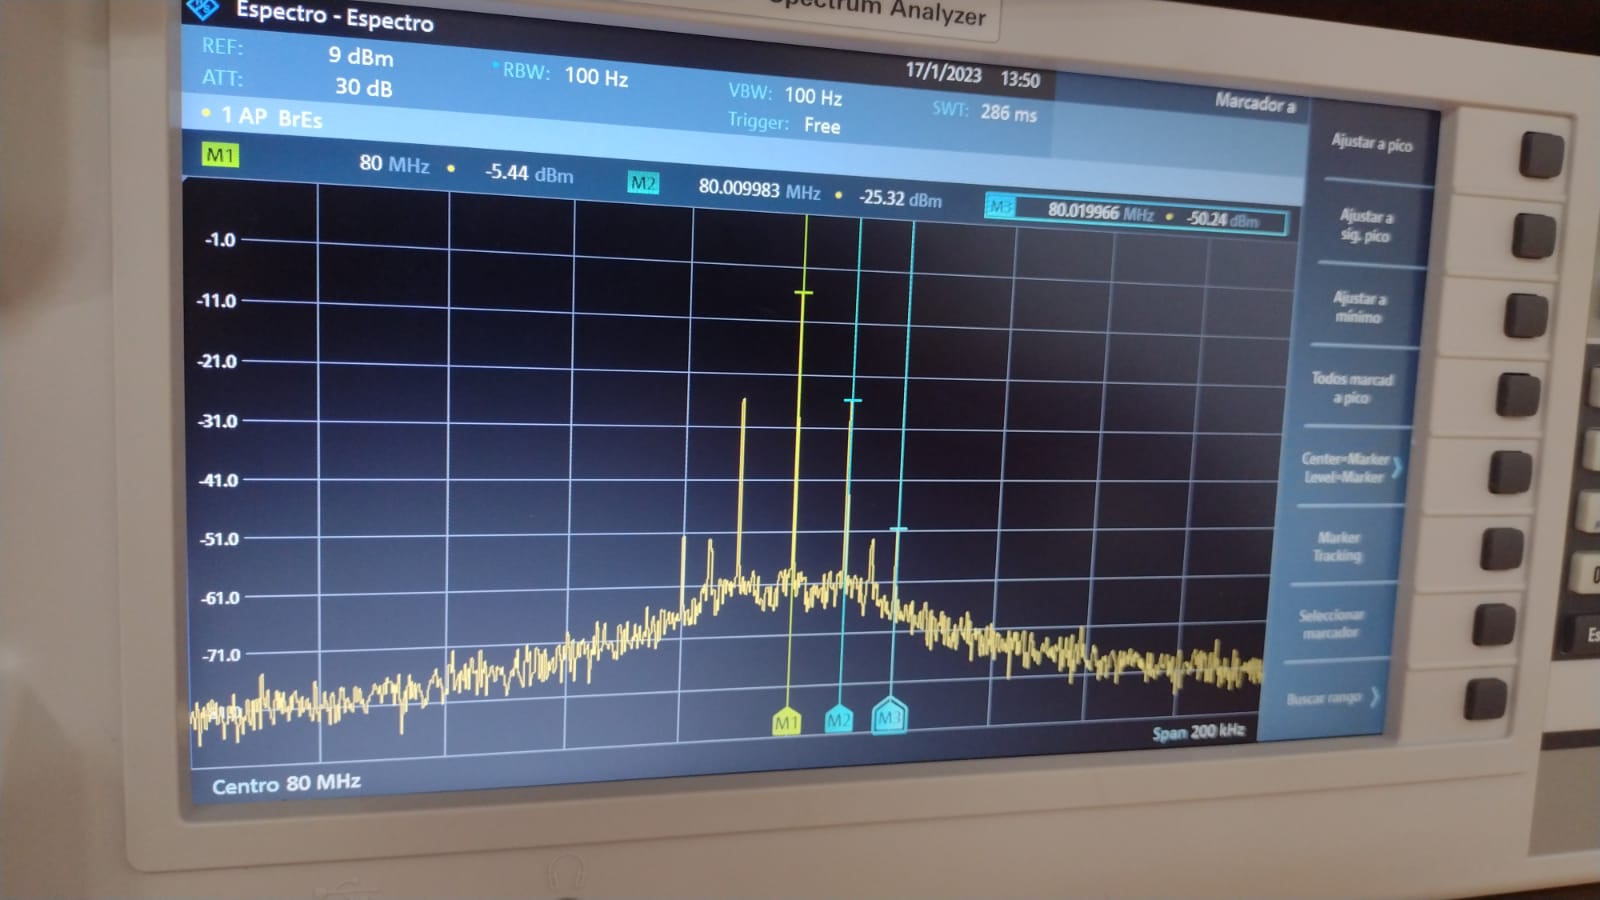 Spectrum Analyzer
Espectro - Espectro
17/1/2023 13:50
REF: 9 dBm
RBW: 100 Hz
VBW: 100 Hz
SWT: 286 ms
ATT: 30 dB
Trigger: Free
1 AP BrEs
M1 80 MHz • -5.44 dBm
M2 80.009983 MHz • -25.32 dBm
M3 80.019966 MHz • -50.24 dBm
-1.0
-11.0
-21.0
-31.0
-41.0
-51.0
-61.0
-71.0
M1 M2 M3
Centro 80 MHz
Span 200 kHz
Marcador a
Ajustar a pico
Ajustar a
sig. pico
Ajustar a
mínimo
Todos marcad
a pico
Center=Marker
Level=Marker
Marker
Tracking
Seleccionar
marcador
Buscar rango